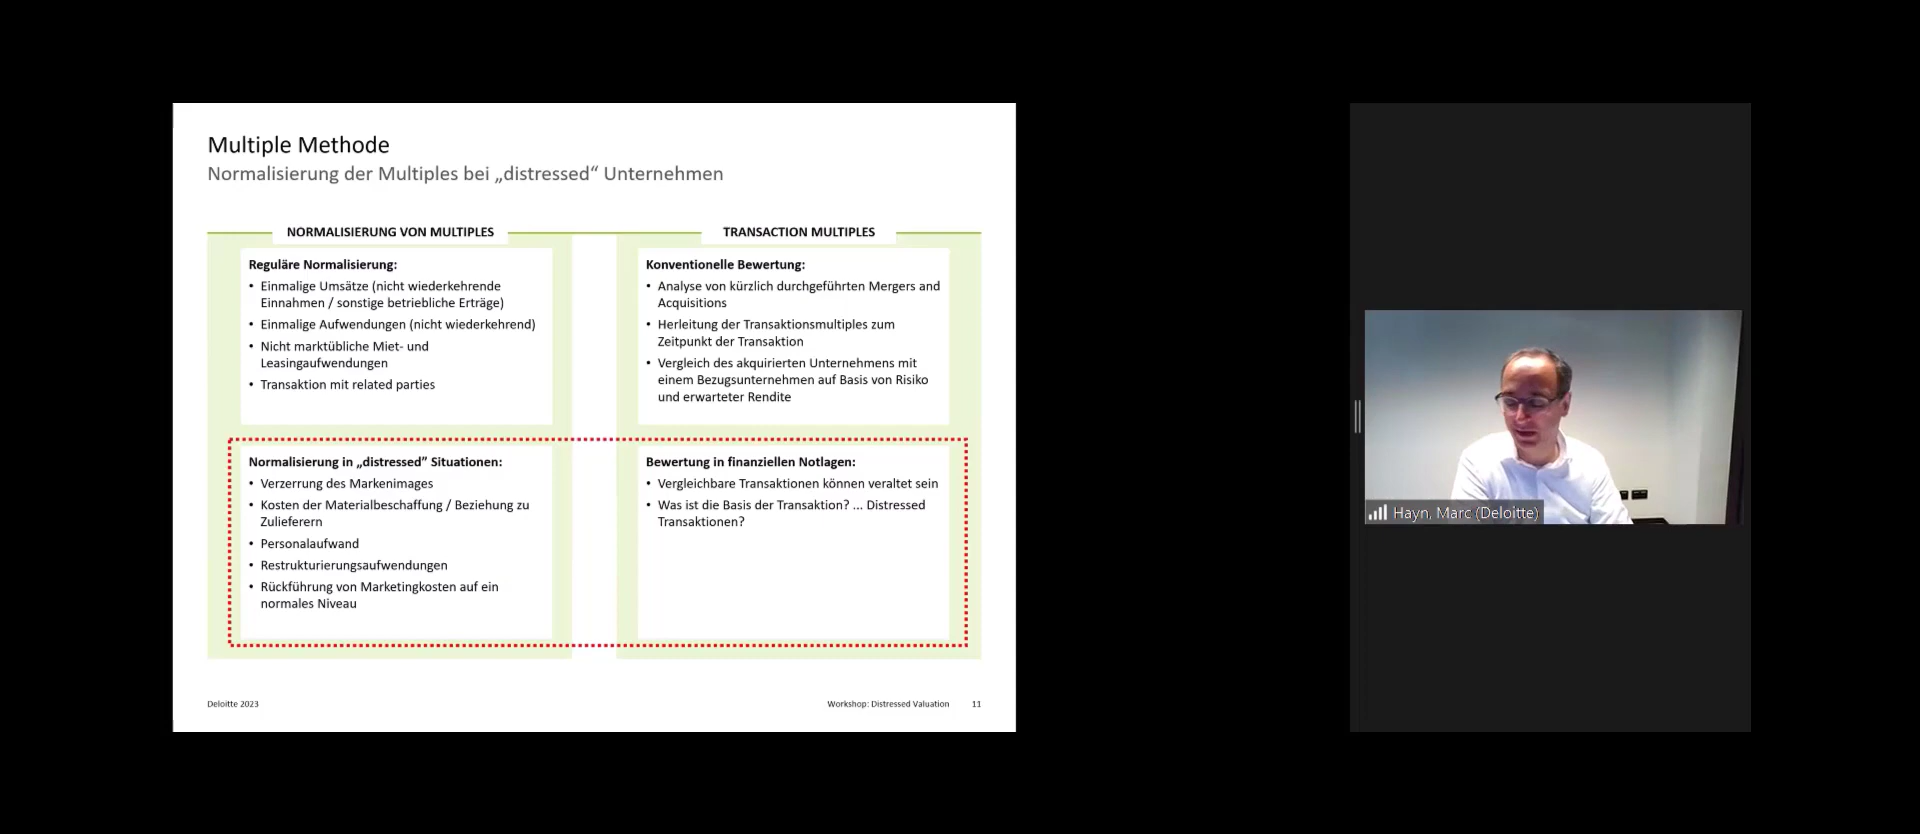 Multiple Methode
Normalisierung der Multiples bei „distressed“ Unternehmen
NORMALISIERUNG VON MULTIPLES
Reguläre Normalisierung:
• Einmalige Umsätze (nicht wiederkehrende
Einnahmen / sonstige betriebliche Erträge)
• Einmalige Aufwendungen (nicht wiederkehrend)
• Nicht marktübliche Miet- und
Leasingaufwendungen
• Transaktion mit related parties
Normalisierung in „distressed” Situationen:
• Verzerrung des Markenimages
• Kosten der Materialbeschaffung / Beziehung zu
Zulieferern
• Personalaufwand
• Restrukturierungsaufwendungen
• Rückführung von Marketingkosten auf ein
normales Niveau
TRANSACTION MULTIPLES
Konventionelle Bewertung:
• Analyse von kürzlich durchgeführten Mergers and
Acquisitions
• Herleitung der Transaktionsmultiples zum
Zeitpunkt der Transaktion
• Vergleich des akquirierten Unternehmens mit
einem Bezugsunternehmen auf Basis von Risiko
und erwarteter Rendite
Bewertung in finanziellen Notlagen:
• Vergleichbare Transaktionen können veraltet sein
• Was ist die Basis der Transaktion? ... Distressed
Transaktionen?
Deloitte 2023
Workshop: Distressed Valuation 11
Hayn, Marc (Deloitte)